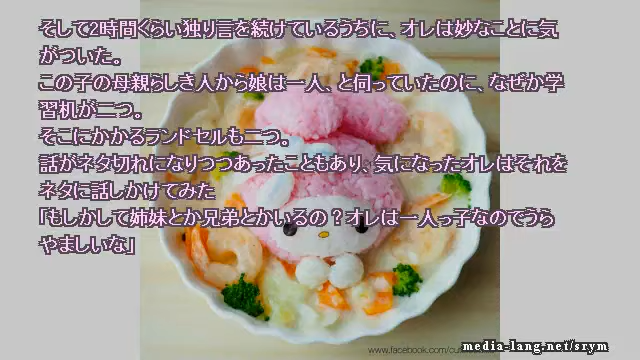 そして2時間くらい独り言を続けているうちに、オレは妙なことに気
がついた。
この子の母親らしき人から娘は一人、と伺っていたのに、なぜか学
習机が二つ。
そこにかかるランドセルも二つ。
話がネタ切れになりつつあったこともあり、気になったオレはそれを
ネタに話しかけてみた
「もしかして姉妹とか兄弟とかいるの？オレは一人っ子なのでうら
やましいな」
www.facebook.com/cu
media-lang.net/srym